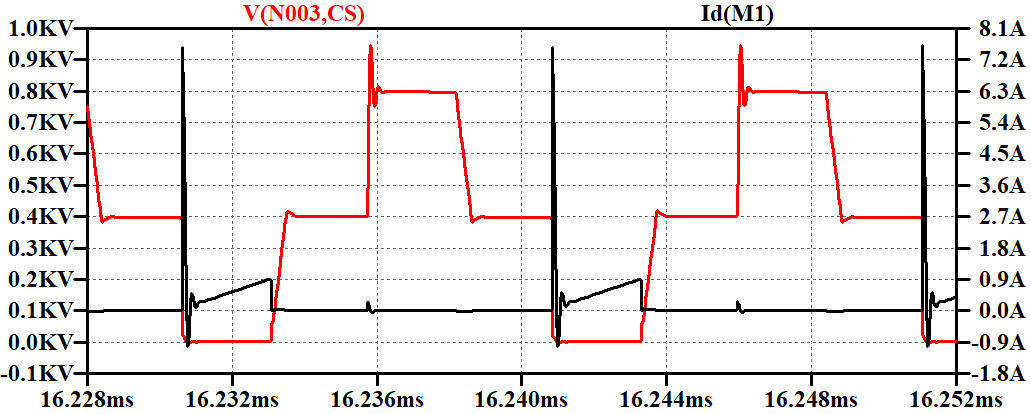 V(N003,CS) Id(M1)
1.0KV 8.1A
0.9KV 7.2A
0.8KV 6.3A
0.7KV 5.4A
0.6KV 4.5A
0.5KV 3.6A
0.4KV 2.7A
0.3KV 1.8A
0.2KV 0.9A
0.1KV 0.0A
0.0KV -0.9A
-0.1KV -1.8A
16.228ms 16.232ms 16.236ms 16.240ms 16.244ms 16.248ms 16.252ms